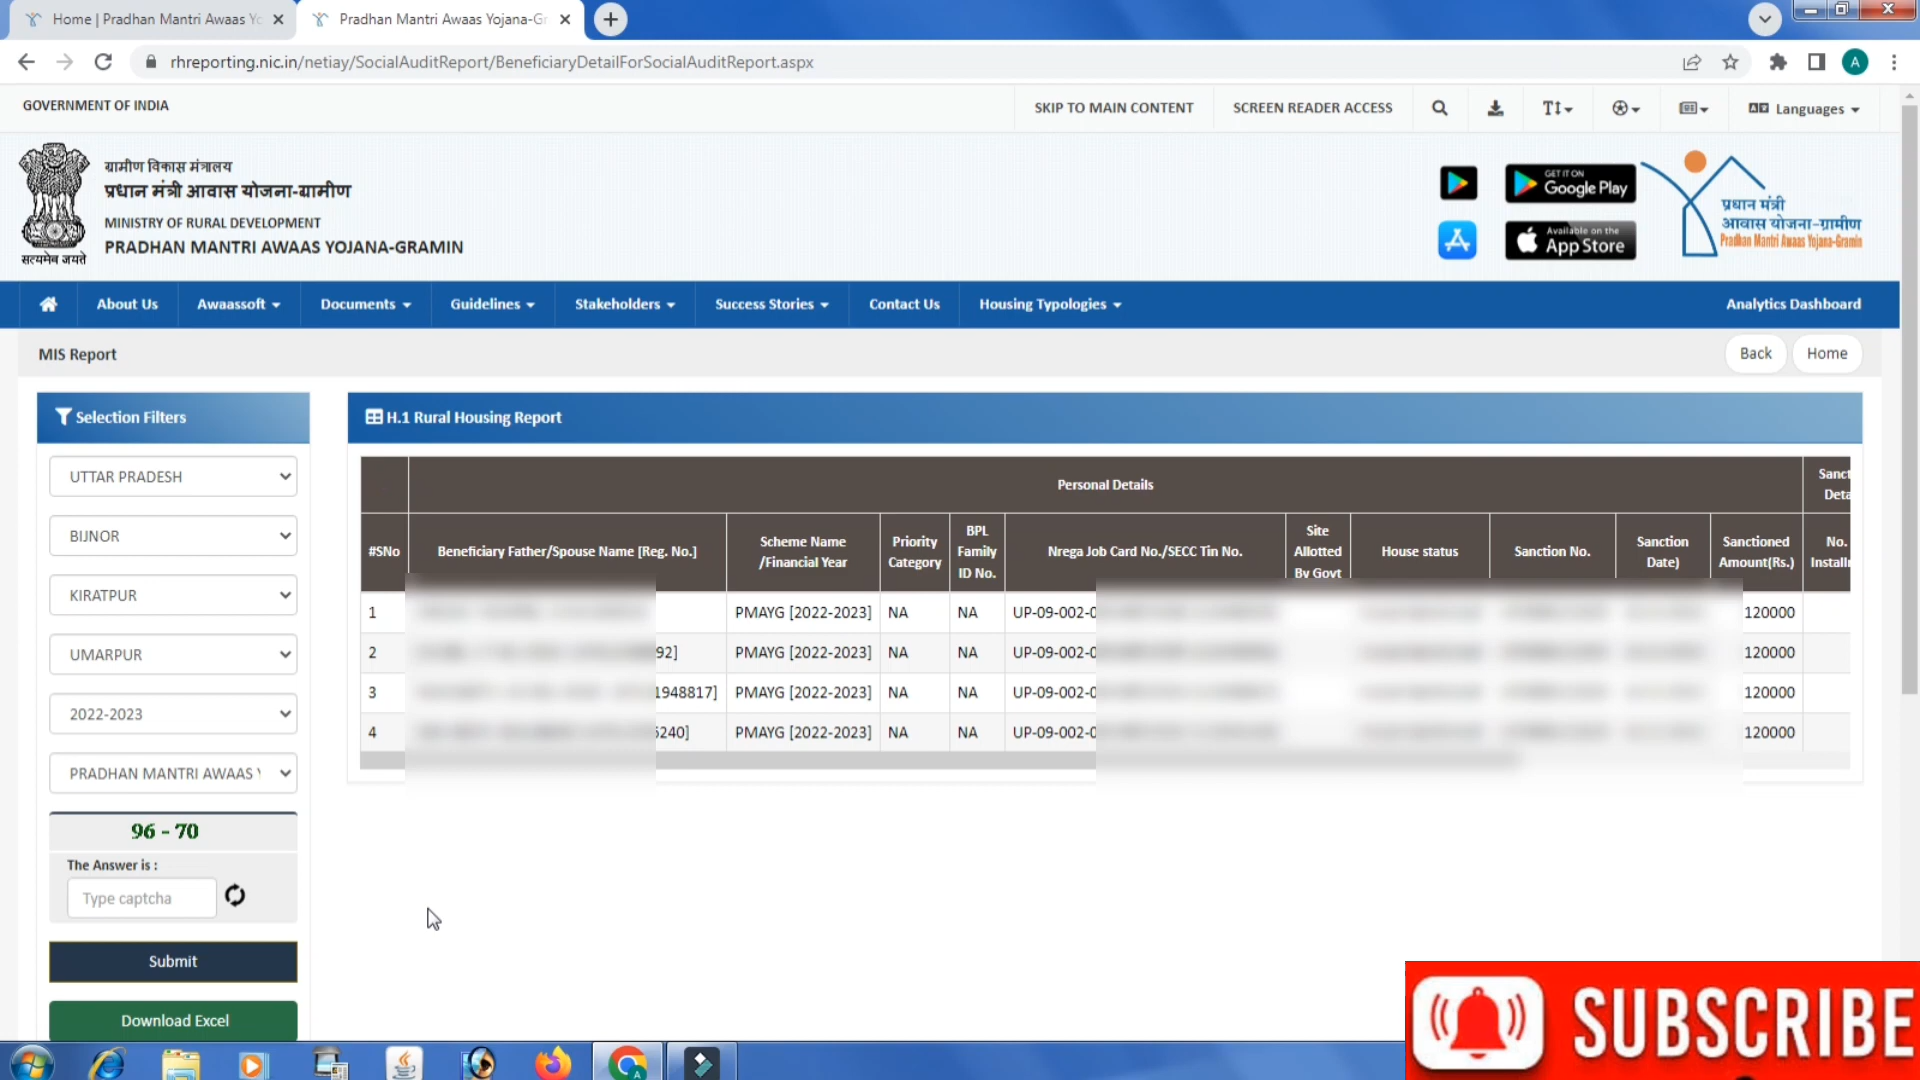 Home | Pradhan Mantri Awaas Yo
Pradhan Mantri Awaas Yojana-Gr
rhreporting.nic.in/netiay/SocialAuditReport/BeneficiaryDetailForSocialAuditReport.aspx
A
GOVERNMENT OF INDIA
SKIP TO MAIN CONTENT
SCREEN READER ACCESS
Languages
ग्रामीण विकास मंत्रालय
प्रधान मंत्री आवास योजना-ग्रामीण
MINISTRY OF RURAL DEVELOPMENT
PRADHAN MANTRI AWAAS YOJANA-GRAMIN
सत्यमेव जयते
GET IT ON
Google Play
Available on the
App Store
प्रधान मंत्री
आवास योजना-ग्रामीण
Pradhan Mantri Awaas Yojana-Gramin
About Us
Awaassoft
Documents
Guidelines
Stakeholders
Success Stories
Contact Us
Housing Typologies
Analytics Dashboard
MIS Report
Back
Home
Selection Filters
UTTAR PRADESH
BIJNOR
KIRATPUR
UMARPUR
2022-2023
PRADHAN MANTRI AWAAS Y
96 - 70
The Answer is :
Type captcha
Submit
Download Excel
H.1 Rural Housing Report
Personal Details
Sanct
Deta
#SNo
Beneficiary Father/Spouse Name [Reg. No.]
Scheme Name
/Financial Year
Priority
Category
BPL
Family
ID No.
Nrega Job Card No./SECC Tin No.
Site
Allotted
By Govt
House status
Sanction No.
Sanction
Date)
Sanctioned
Amount(Rs.)
No.
Installn
1 PMAYG [2022-2023] NA NA UP-09-002-0 120000
2 92] PMAYG [2022-2023] NA NA UP-09-002-0 120000
3 1948817] PMAYG [2022-2023] NA NA UP-09-002-0 120000
4 6240] PMAYG [2022-2023] NA NA UP-09-002-0 120000
SUBSCRIBE